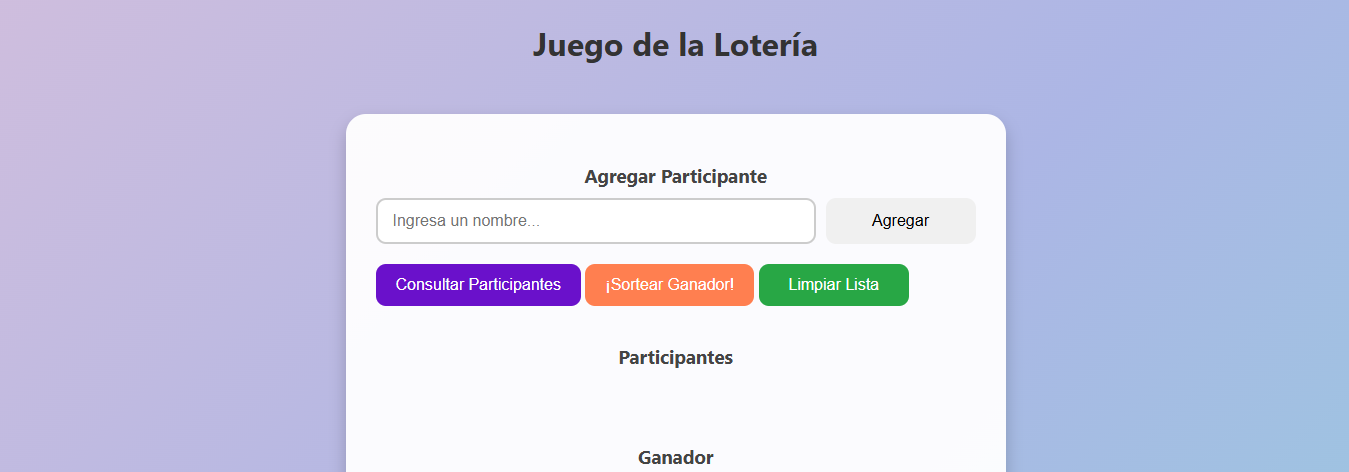 Juego de la Lotería
Agregar Participante
Ingresa un nombre...
Agregar
Consultar Participantes
¡Sortear Ganador!
Limpiar Lista
Participantes
Ganador